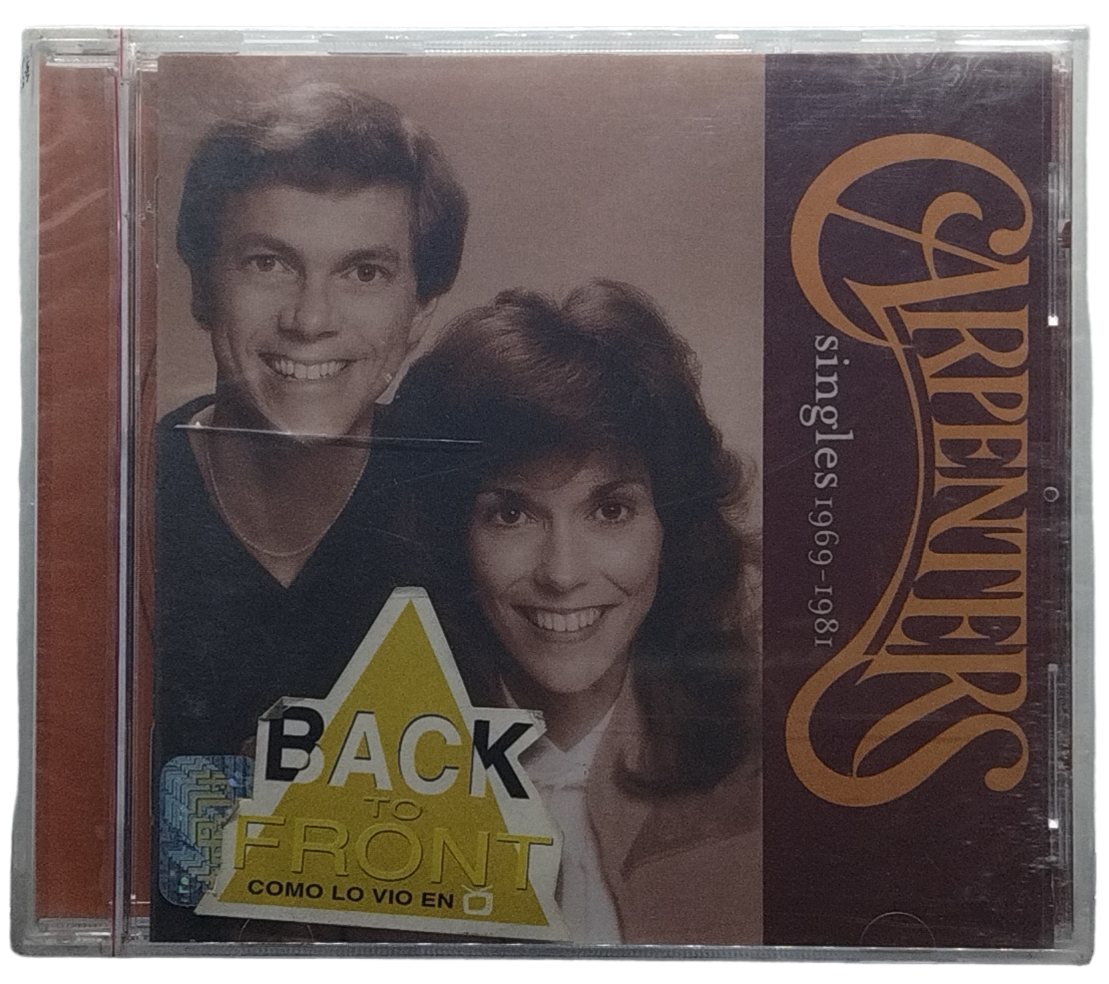 CARPENTERS
singles 1969-1981
BACK
TO
FRONT
COMO LO VIO EN